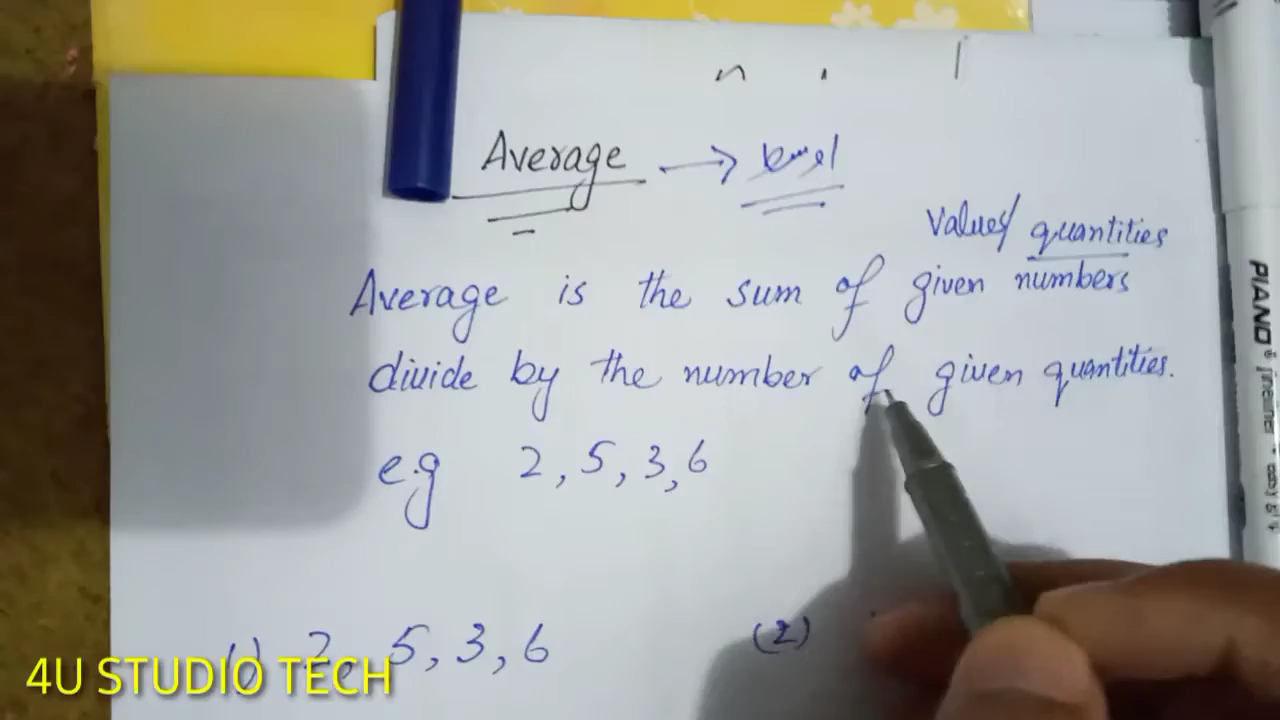 Average → اوسط
Values/ quantities
Average is the sum of given numbers
divide by the number of given quantities.
e.g 2, 5, 3, 6
1) 2, 5, 3, 6 (2)
4U STUDIO TECH
PIANO